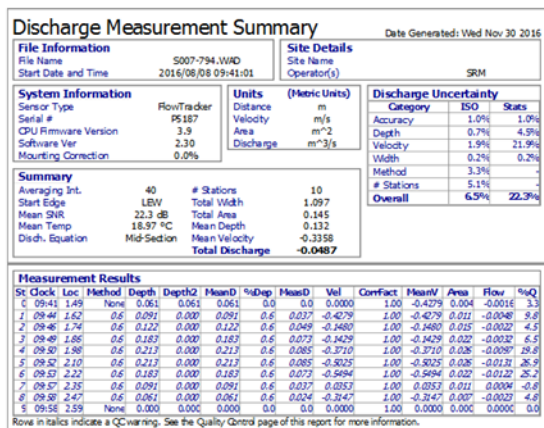 Discharge Measurement Summary
Date Generated: Wed Nov 30 2016
File Information
File Name S007-794.WAD
Start Date and Time 2016/08/08 09:41:01
Site Details
Site Name
Operator(s) SRM
System Information
Sensor Type FlowTracker
Serial # P5187
CPU Firmware Version 3.9
Software Ver 2.30
Mounting Correction 0.0%
Units (Metric Units)
Distance m
Velocity m/s
Area m^2
Discharge m^3/s
Discharge Uncertainty
Category ISO Stats
Accuracy 1.0% 1.0%
Depth 0.7% 4.5%
Velocity 1.9% 21.9%
Width 0.2% 0.2%
Method 3.3% -
# Stations 5.1% -
Overall 6.5% 22.3%
Summary
Averaging Int. 40 # Stations 10
Start Edge LEW Total Width 1.097
Mean SNR 22.3 dB Total Area 0.145
Mean Temp 18.97 °C Mean Depth 0.132
Disch. Equation Mid-Section Mean Velocity -0.3358
Total Discharge -0.0487
Measurement Results
St Clock Loc Method Depth Depth2 MeanD %Dep MeasD Vel CorrFact MeanV Area Flow %Q
0 09:41 1.49 None 0.061 0.061 0.061 0.0 0.0 0.0000 1.00 -0.4279 0.004 -0.0016 3.3
1 09:44 1.62 0.6 0.091 0.000 0.091 0.6 0.037 -0.4279 1.00 -0.4279 0.011 -0.0048 9.8
2 09:46 1.74 0.6 0.122 0.000 0.122 0.6 0.049 -0.1480 1.00 -0.1480 0.015 -0.0022 4.5
3 09:49 1.86 0.6 0.183 0.000 0.183 0.6 0.073 -0.1429 1.00 -0.1429 0.022 -0.0032 6.5
4 09:50 1.98 0.6 0.213 0.000 0.213 0.6 0.085 -0.3710 1.00 -0.3710 0.026 -0.0097 19.8
5 09:52 2.10 0.6 0.213 0.000 0.213 0.6 0.085 -0.5025 1.00 -0.5025 0.026 -0.0131 26.9
6 09:53 2.22 0.6 0.183 0.000 0.183 0.6 0.073 -0.5494 1.00 -0.5494 0.022 -0.0122 25.2
7 09:57 2.35 0.6 0.091 0.000 0.091 0.6 0.037 0.0353 1.00 0.0353 0.011 0.0004 -0.8
8 09:58 2.47 0.6 0.061 0.000 0.061 0.6 0.024 -0.3147 1.00 -0.3147 0.007 -0.0023 4.8
9 09:58 2.59 None 0.000 0.000 0.000 0.0 0.0 0.0000 1.00 0.0000 0.000 0.0000 0.0
Rows in italics indicate a QC warning. See the Quality Control page of this report for more information.